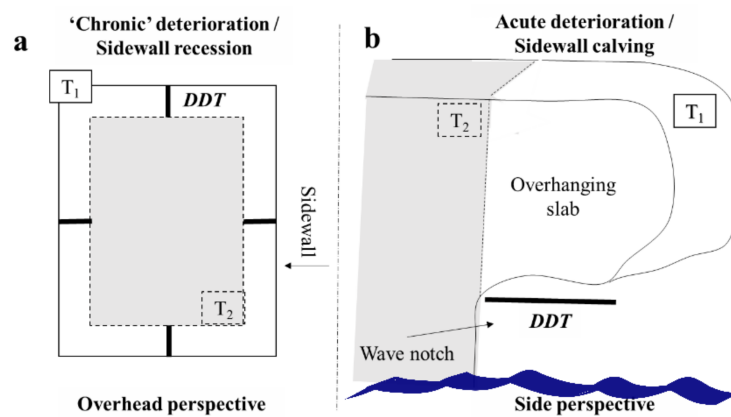 a
‘Chronic’ deterioration /
Sidewall recession
T₁
DDT
T₂
Overhead perspective
Sidewall
b
Acute deterioration /
Sidewall calving
T₂
T₁
Overhanging
slab
DDT
Wave notch
Side perspective